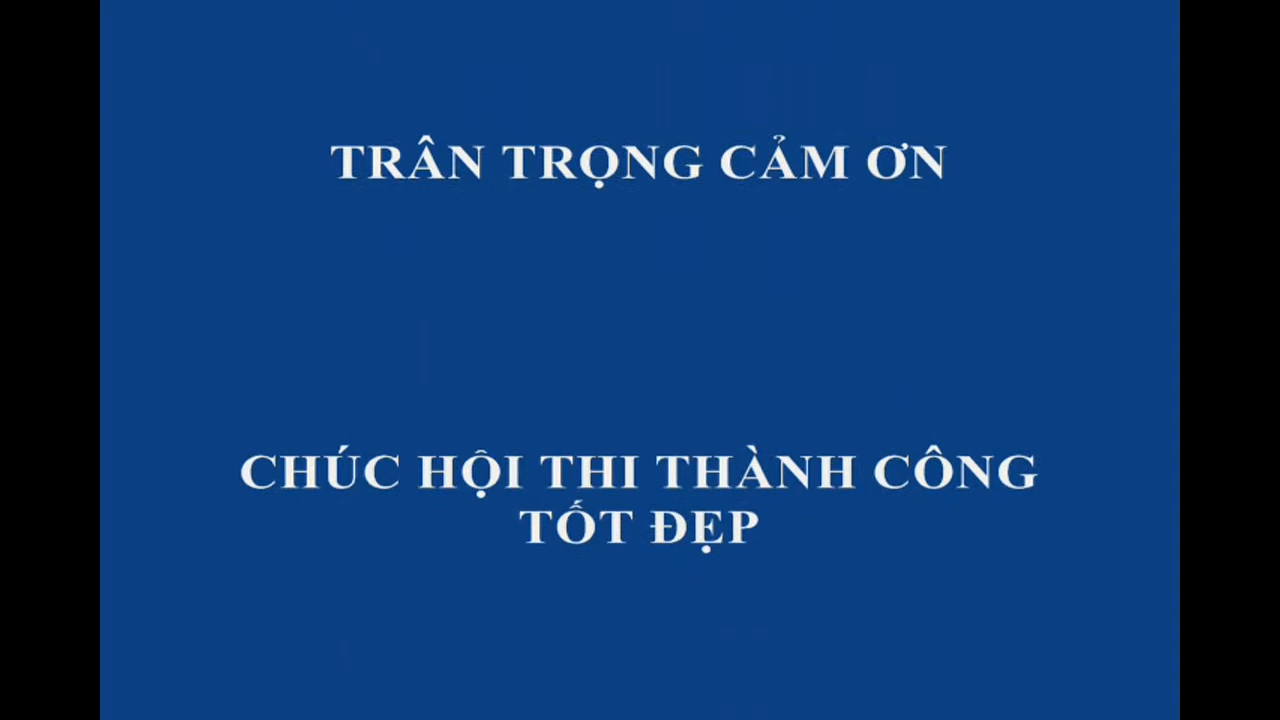 TRÂN TRỌNG CẢM ƠN
CHÚC HỘI THI THÀNH CÔNG
TỐT ĐẸP